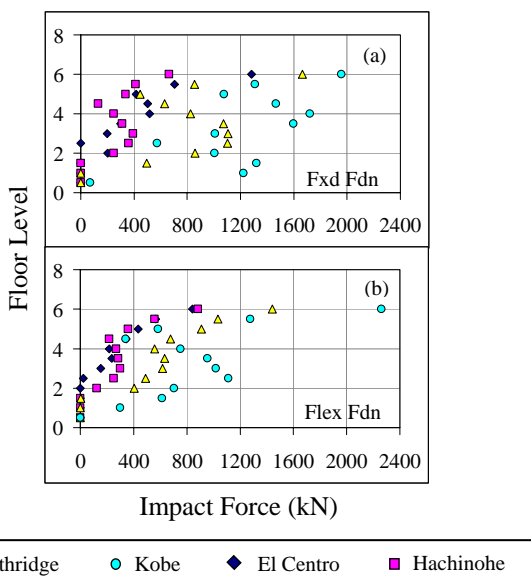 8
(a)
6
4
2
Fxd Fdn
0
0 400 800 1200 1600 2000 2400
Floor Level
8
(b)
6
4
2
Flex Fdn
0
0 400 800 1200 1600 2000 2400
Impact Force (kN)
thridge Kobe El Centro Hachinohe